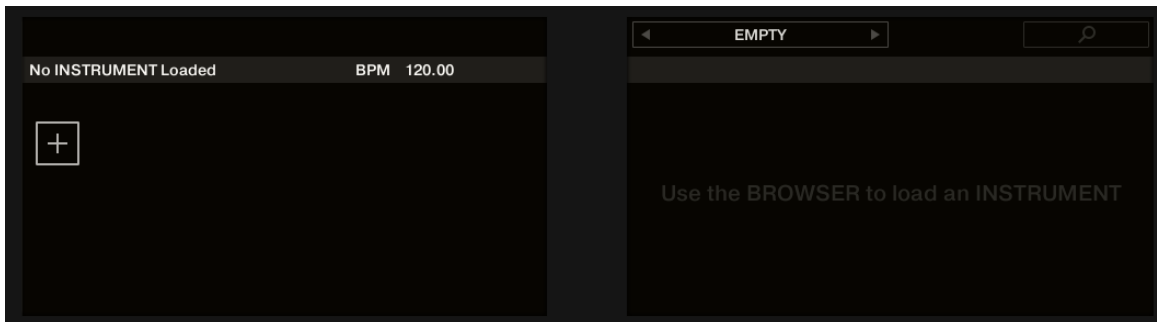 No INSTRUMENT Loaded BPM 120.00
EMPTY
Use the BROWSER to load an INSTRUMENT